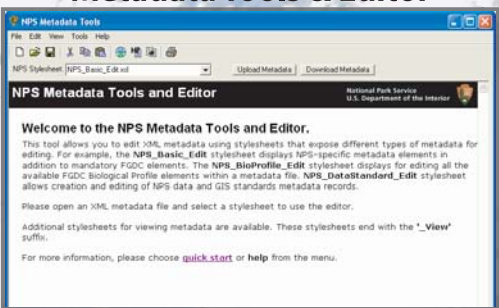 Metadata Tools & Editor
NPS Metadata Tools
File Edit View Tools Help
NPS Stylesheet: NPS_Basic_Edit.xsl Upload Metadata Download Metadata
NPS Metadata Tools and Editor
National Park Service
U.S. Department of the Interior
Welcome to the NPS Metadata Tools and Editor.
This tool allows you to edit XML metadata using stylesheets that expose different types of metadata for
editing. For example, the NPS_Basic_Edit stylesheet displays NPS-specific metadata elements in
addition to mandatory FGDC elements. The NPS_BioProfile_Edit stylesheet displays for editing all the
available FGDC Biological Profile elements within a metadata file. NPS_DataStandard_Edit stylesheet
allows creation and editing of NPS data and GIS standards metadata records.
Please open an XML metadata file and select a stylesheet to use the editor.
Additional stylesheets for viewing metadata are available. These stylesheets end with the '_View'
suffix.
For more information, please choose quick start or help from the menu.